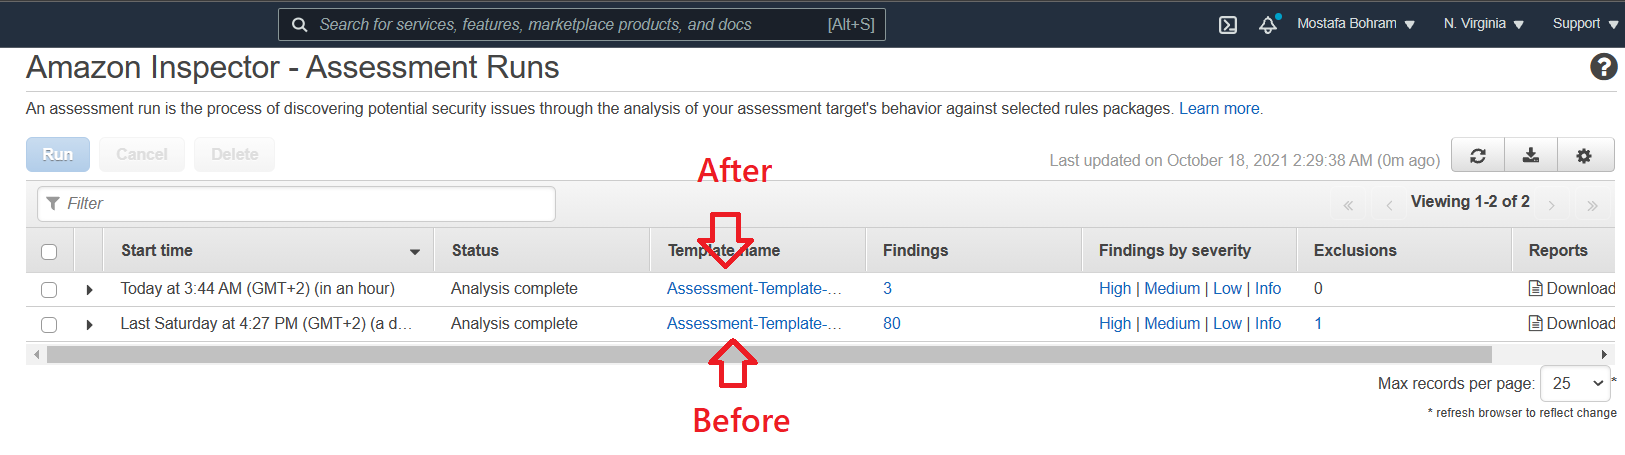 Search for services, features, marketplace products, and docs [Alt+S] Mostafa Bohram N. Virginia Support
Amazon Inspector - Assessment Runs
An assessment run is the process of discovering potential security issues through the analysis of your assessment target's behavior against selected rules packages. Learn more.
Run Cancel Delete Last updated on October 18, 2021 2:29:38 AM (0m ago)
After
Filter « ‹ Viewing 1-2 of 2 › »
Start time Status Template name Findings Findings by severity Exclusions Reports
Today at 3:44 AM (GMT+2) (in an hour) Analysis complete Assessment-Template-... 3 High | Medium | Low | Info 0 Download
Last Saturday at 4:27 PM (GMT+2) (a d... Analysis complete Assessment-Template-... 80 High | Medium | Low | Info 1 Download
Max records per page: 25 *
Before
* refresh browser to reflect change